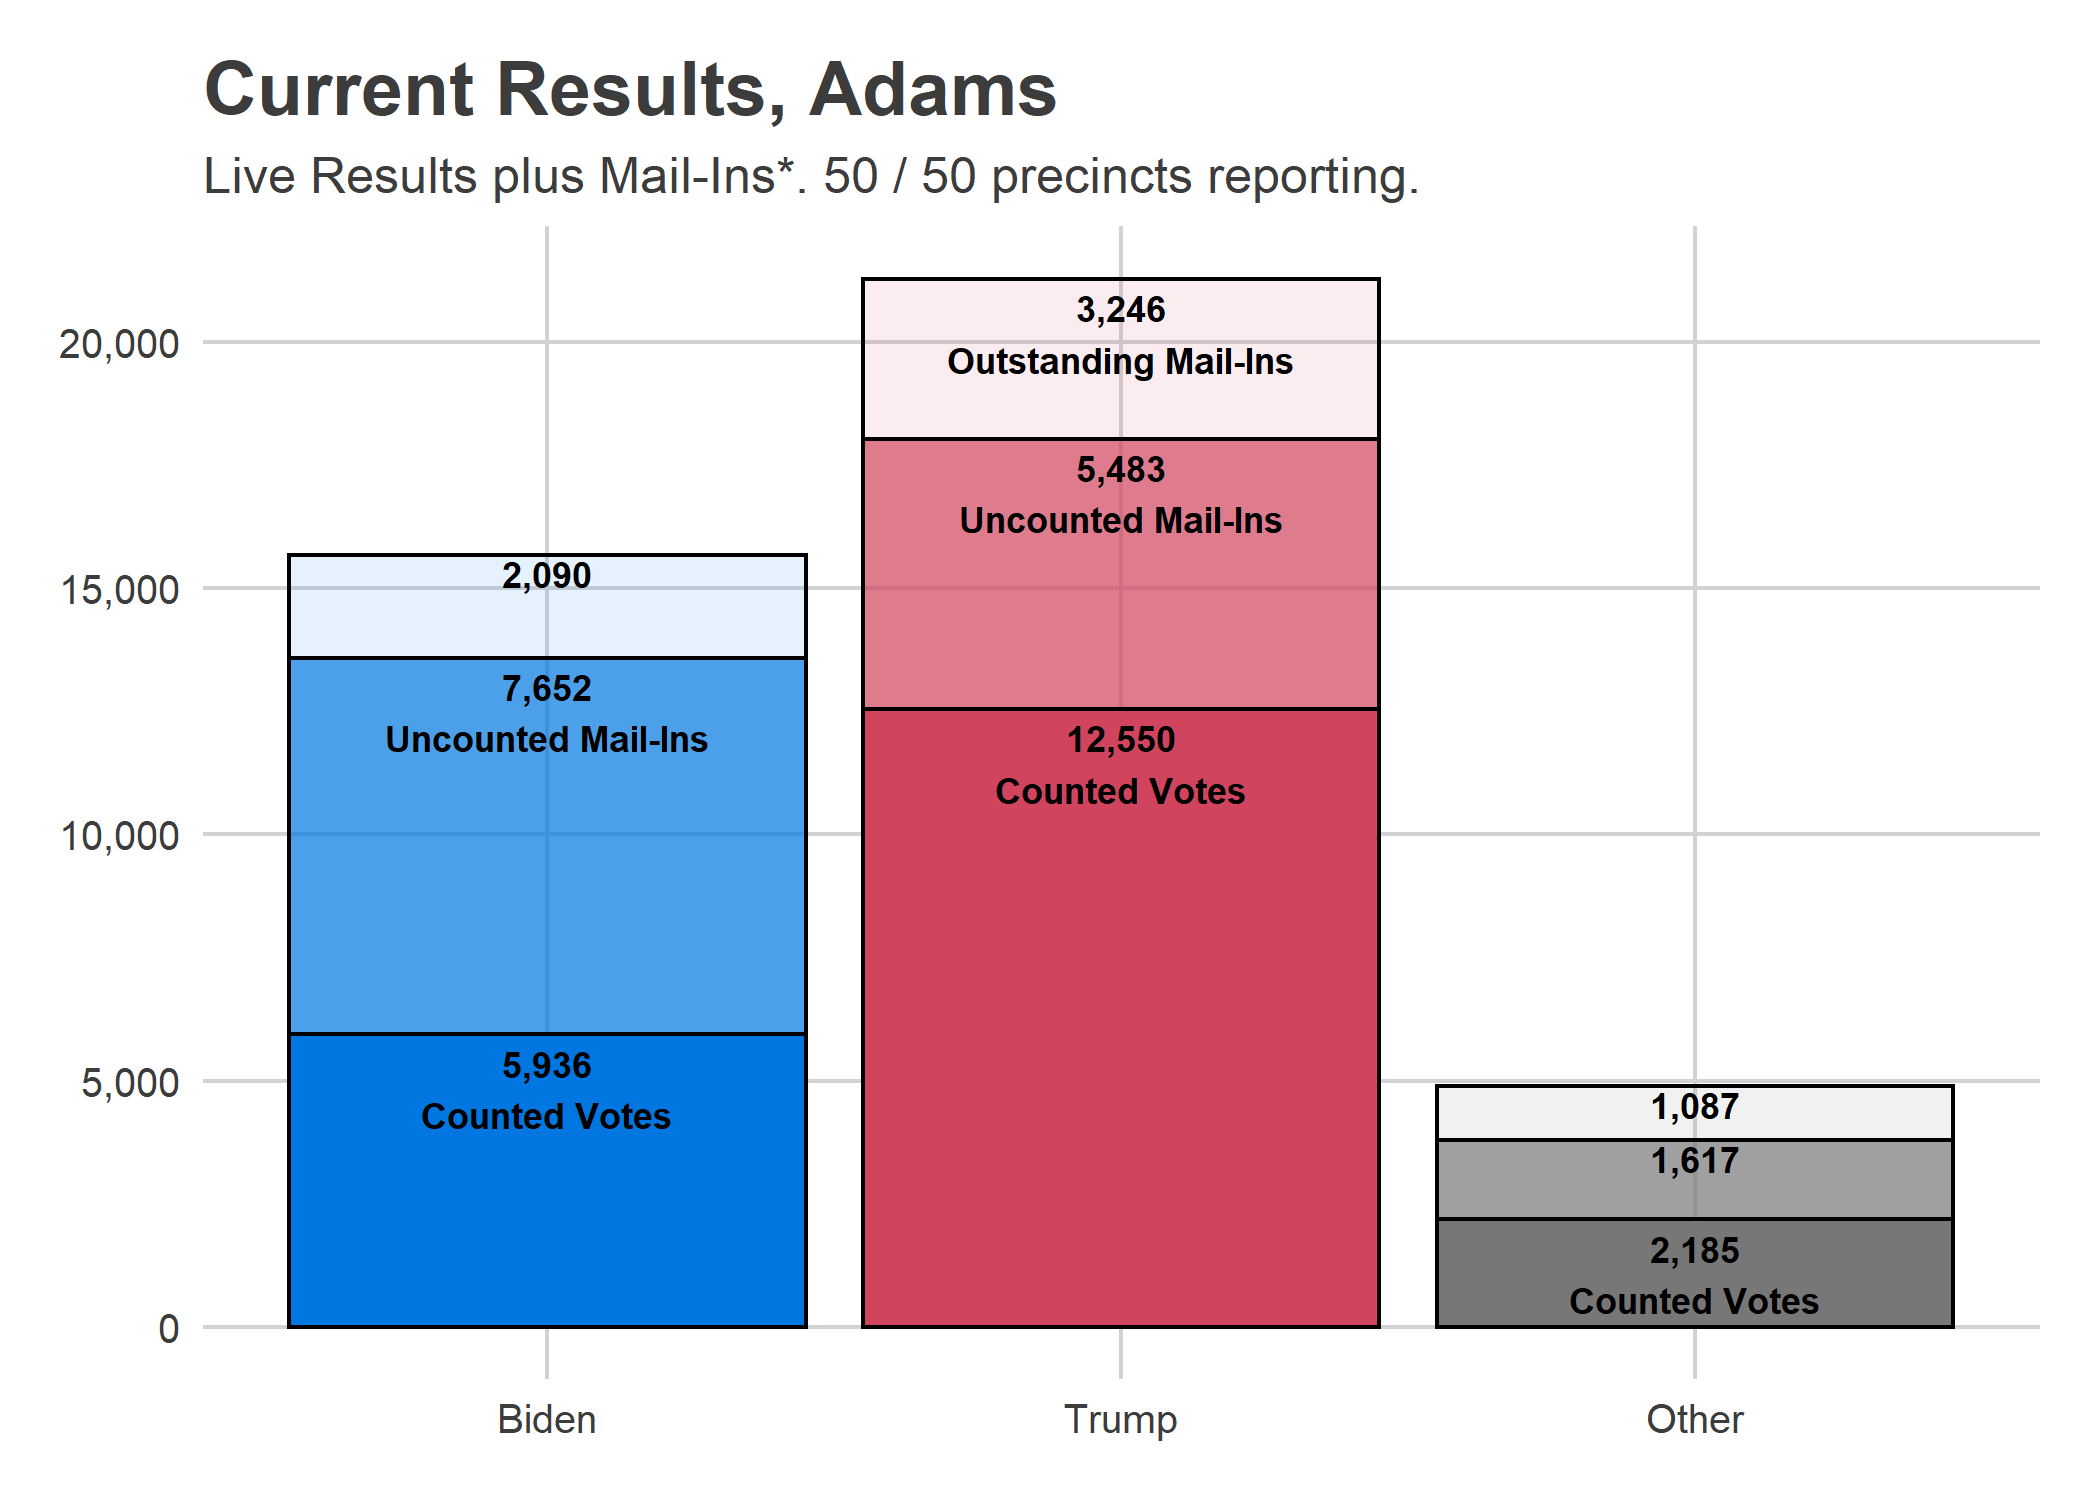 Current Results, Adams
Live Results plus Mail-Ins*. 50 / 50 precincts reporting.
20,000
15,000
10,000
5,000
0
2,090
7,652
Uncounted Mail-Ins
5,936
Counted Votes
3,246
Outstanding Mail-Ins
5,483
Uncounted Mail-Ins
12,550
Counted Votes
1,087
1,617
2,185
Counted Votes
Biden
Trump
Other